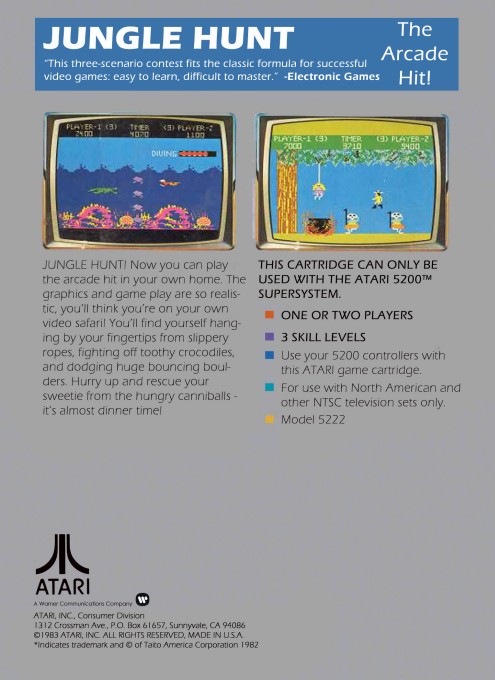 JUNGLE HUNT
"This three-scenario contest fits the classic formula for successful
video games: easy to learn, difficult to master." -Electronic Games
The
Arcade
Hit!
PLAYER-1 (3) TIMER (3) PLAYER-2
2400 4070 1100
DIVING
PLAYER-1 (3) TIMER (3) PLAYER-2
7000 3710 5400
JUNGLE HUNT! Now you can play
the arcade hit in your own home. The
graphics and game play are so realis-
tic, you'll think you're on your own
video safari! You'll find yourself hang-
ing by your fingertips from slippery
ropes, fighting off toothy crocodiles,
and dodging huge bouncing boul-
ders. Hurry up and rescue your
sweetie from the hungry canniballs -
it's almost dinner time!
THIS CARTRIDGE CAN ONLY BE
USED WITH THE ATARI 5200™
SUPERSYSTEM.
ONE OR TWO PLAYERS
3 SKILL LEVELS
Use your 5200 controllers with
this ATARI game cartridge.
For use with North American and
other NTSC television sets only.
Model 5222
ATARI
A Warner Communications Company
ATARI, INC., Consumer Division
1312 Crossman Ave., P.O. Box 61657, Sunnyvale, CA 94086
©1983 ATARI, INC. ALL RIGHTS RESERVED, MADE IN U.S.A.
*Indicates trademark and © of Taito America Corporation 1982